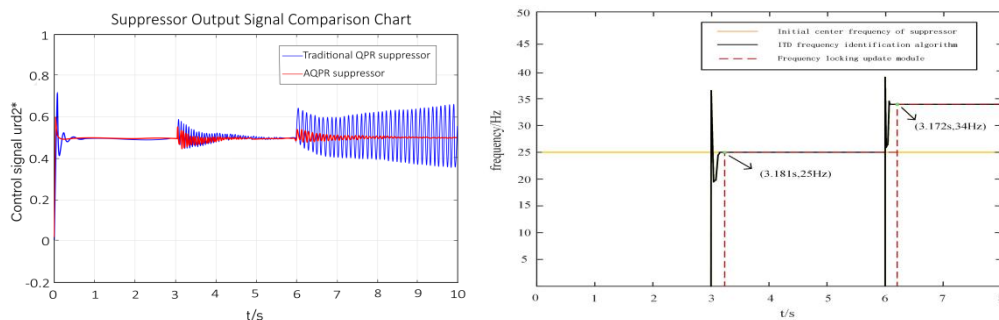 Suppressor Output Signal Comparison Chart
Control signal urd2*
1
0.8
0.6
0.4
0.2
0
-0.2
Traditional QPR suppressor
AQPR suppressor
0 1 2 3 4 5 6 7 8 9 10
t/s
frequency/Hz
50
45
40
35
30
25
20
15
10
5
0
Initial center frequency of suppressor
ITD frequency identification algorithm
Frequency locking update module
(3.172s,34Hz)
(3.181s,25Hz)
0 1 2 3 4 5 6 7
t/s